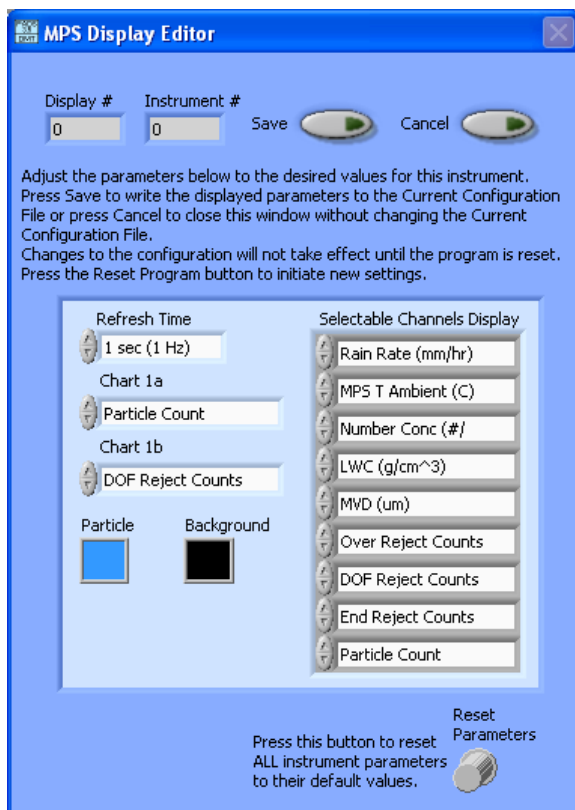 MPS Display Editor
Display #
Instrument #
0
0
Save
Cancel
Adjust the parameters below to the desired values for this instrument.
Press Save to write the displayed parameters to the Current Configuration
File or press Cancel to close this window without changing the Current
Configuration File.
Changes to the configuration will not take effect until the program is reset.
Press the Reset Program button to initiate new settings.
Refresh Time
1 sec (1 Hz)
Chart 1a
Particle Count
Chart 1b
DOF Reject Counts
Particle
Background
Selectable Channels Display
Rain Rate (mm/hr)
MPS T Ambient (C)
Number Conc (#/
LWC (g/cm^3)
MVD (um)
Over Reject Counts
DOF Reject Counts
End Reject Counts
Particle Count
Press this button to reset
ALL instrument parameters
to their default values.
Reset
Parameters